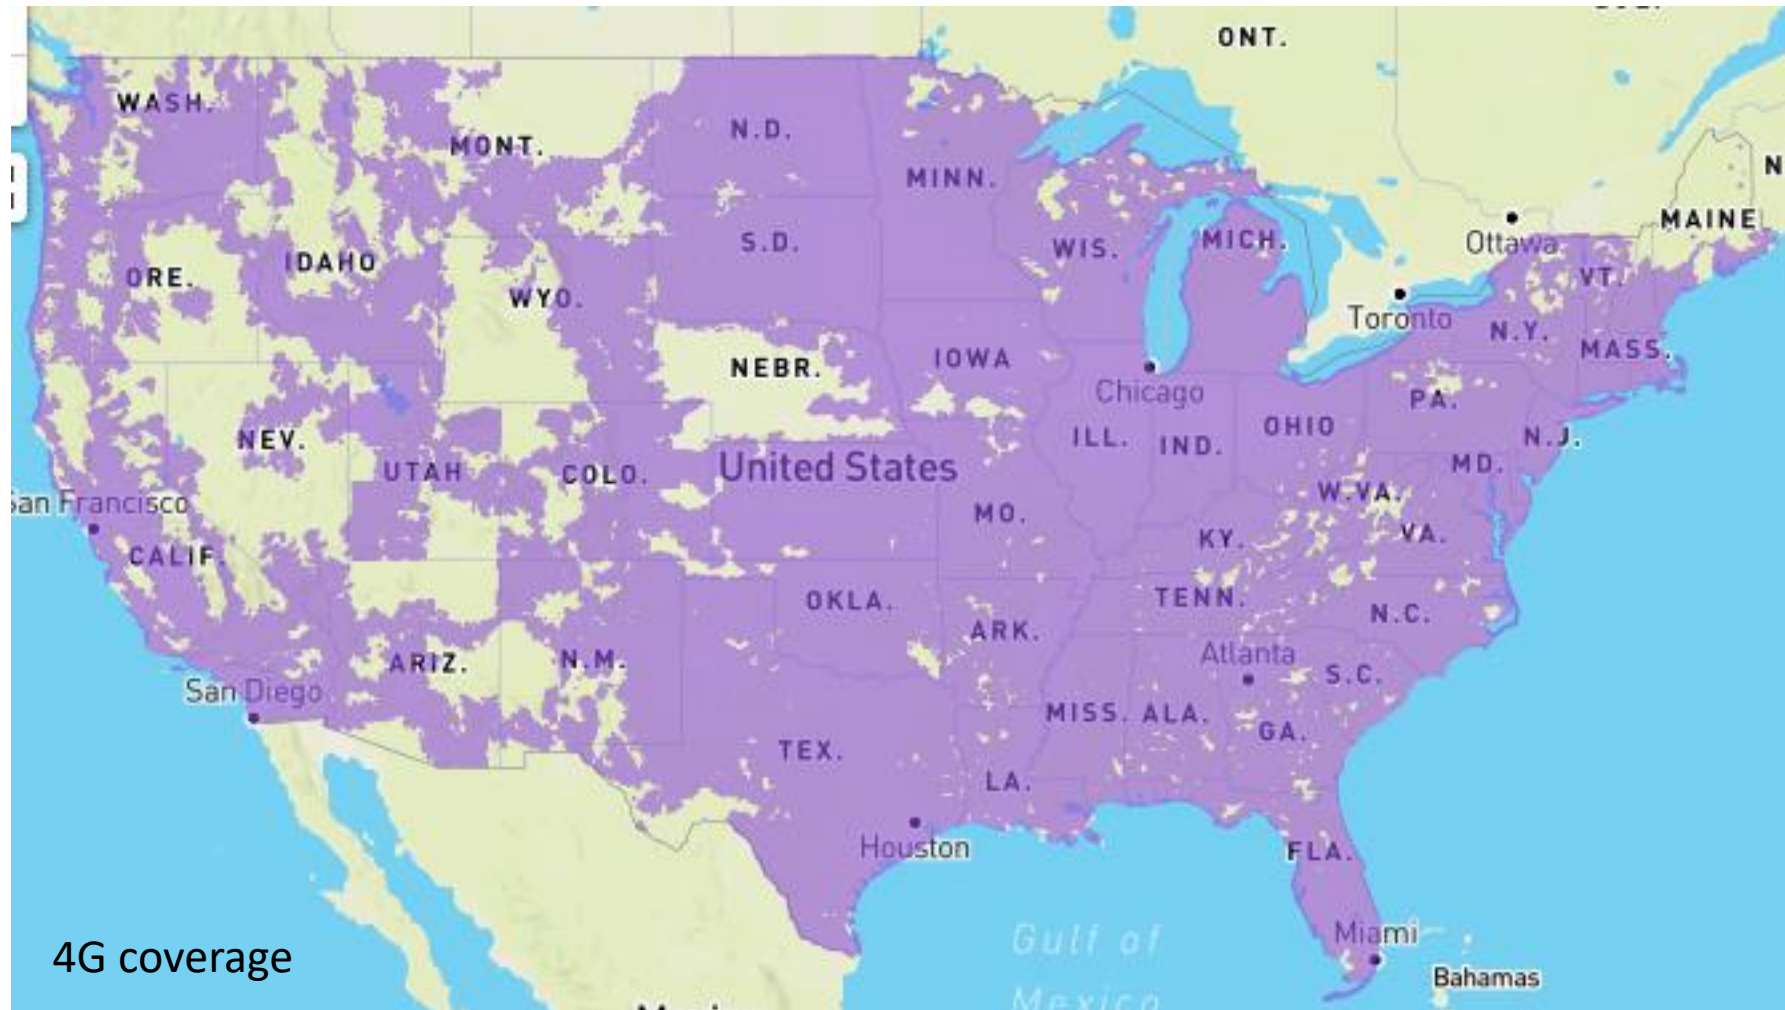 ONT.
WASH.
MONT.
N.D.
MINN.
MAINE
N
Ottawa
ORE.
IDAHO
WYO.
S.D.
WIS.
MICH.
VT.
Toronto
N.Y.
MASS.
NEBR.
IOWA
Chicago
PA.
NEV.
UTAH
COLO.
United States
ILL.
IND.
OHIO
N.J.
MD.
San Francisco
MO.
W.VA.
KY.
VA.
CALIF.
OKLA.
ARK.
TENN.
N.C.
ARIZ.
N.M.
Atlanta
S.C.
San Diego
MISS.
ALA.
GA.
TEX.
LA.
Houston
FLA.
Miami
Gulf of
Mexico
Bahamas
4G coverage